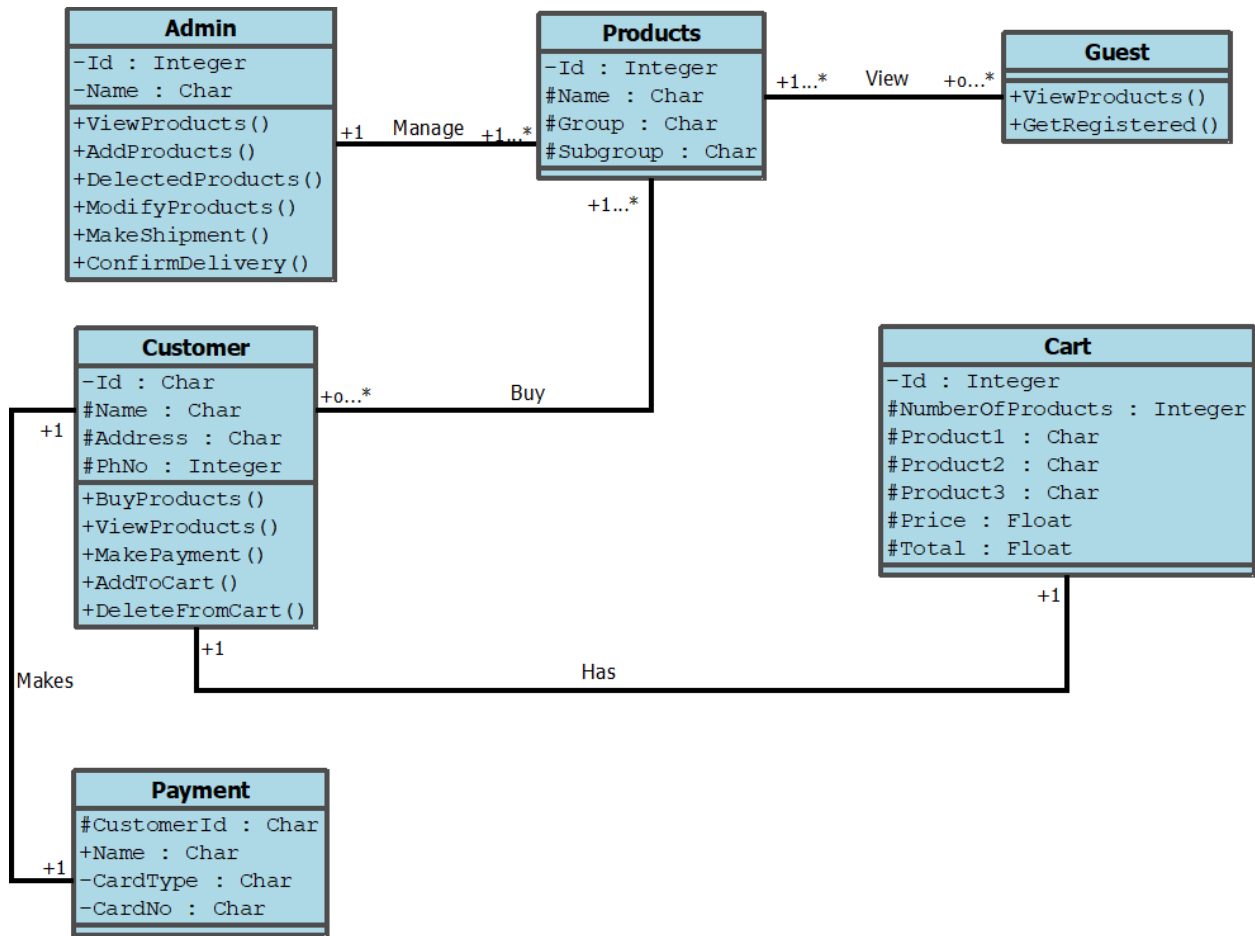 Admin
-Id : Integer
-Name : Char
+ViewProducts()
+AddProducts()
+DelectedProducts()
+ModifyProducts()
+MakeShipment()
+ConfirmDelivery()
+1
Manage
+1...*
Products
-Id : Integer
#Name : Char
#Group : Char
#Subgroup : Char
+1...*
View
+o...*
Guest
+ViewProducts()
+GetRegistered()
+1...*
Buy
+o...*
Customer
-Id : Char
#Name : Char
#Address : Char
#PhNo : Integer
+BuyProducts()
+ViewProducts()
+MakePayment()
+AddToCart()
+DeleteFromCart()
Cart
-Id : Integer
#NumberOfProducts : Integer
#Product1 : Char
#Product2 : Char
#Product3 : Char
#Price : Float
#Total : Float
+1
Has
+1
+1
Makes
+1
Payment
#CustomerId : Char
+Name : Char
-CardType : Char
-CardNo : Char